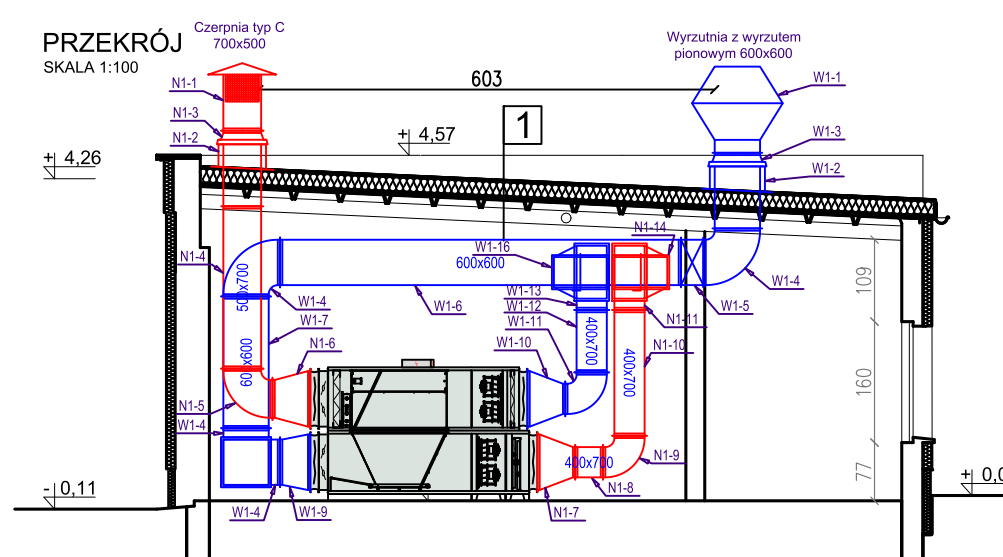 PRZEKRÓJ
SKALA 1:100
Czerpnia typ C
700x500
Wyrzutnia z wyrzutem
pionowym 600x600
N1-1
603
W1-1
N1-3
N1-2
1
W1-3
+ 4,57
+ 4,26
W1-2
N1-4
500x700
W1-16
600x600
N1-14
W1-4
W1-6
W1-13
W1-12
W1-11
W1-10
N1-11
W1-5
W1-4
109
W1-7
N1-6
400x700
400x700
N1-10
160
N1-5
W1-4
400x700
N1-9
77
N1-8
N1-7
W1-4
W1-9
- 0,11